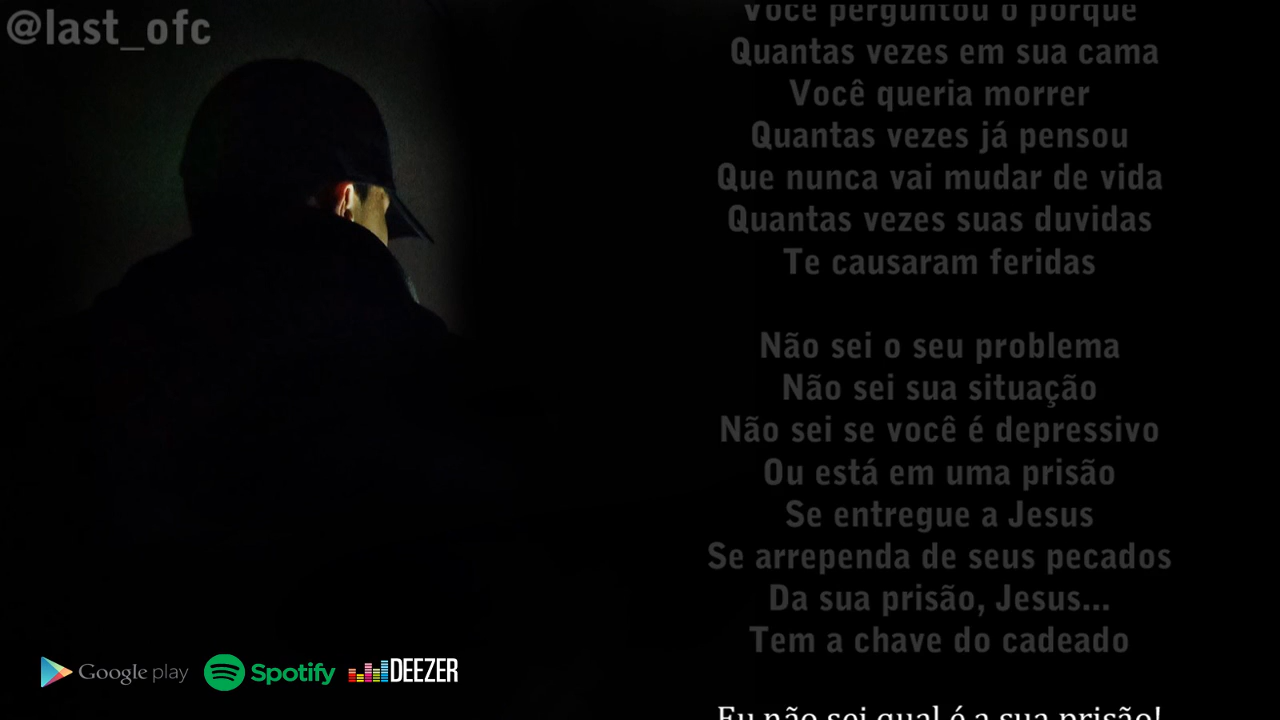 @last_ofc
Você perguntou o porque
Quantas vezes em sua cama
Você queria morrer
Quantas vezes já pensou
Que nunca vai mudar de vida
Quantas vezes suas duvidas
Te causaram feridas
Não sei o seu problema
Não sei sua situação
Não sei se você é depressivo
Ou está em uma prisão
Se entregue a Jesus
Se arrependa de seus pecados
Da sua prisão, Jesus...
Tem a chave do cadeado
Eu não sei qual é a sua prisão!
Google play
Spotify
DEEZER